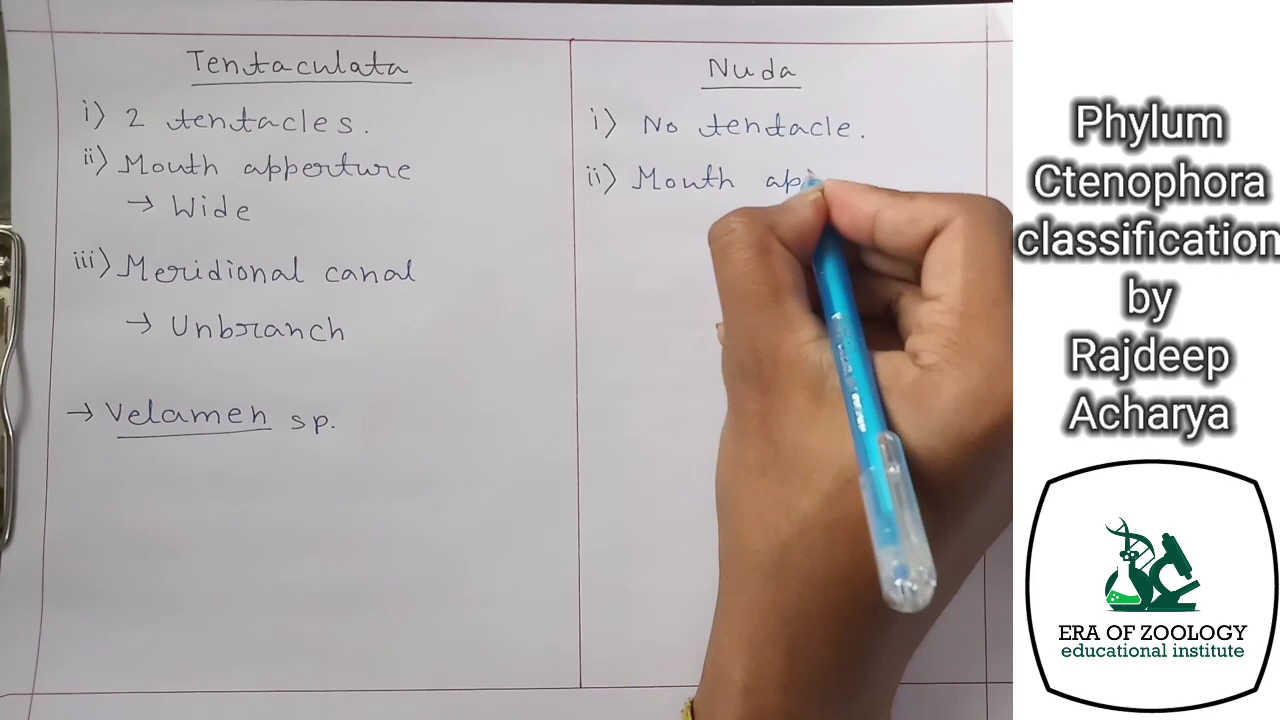 Tentaculata
i) 2 tentacles.
ii) Mouth apperture
→ Wide
iii) Meridional canal
→ Unbranch
→ Velamen sp.
Nuda
i) No tentacle.
ii) Mouth app
Phylum
Ctenophora
classification
by
Rajdeep
Acharya
ERA OF ZOOLOGY
educational institute